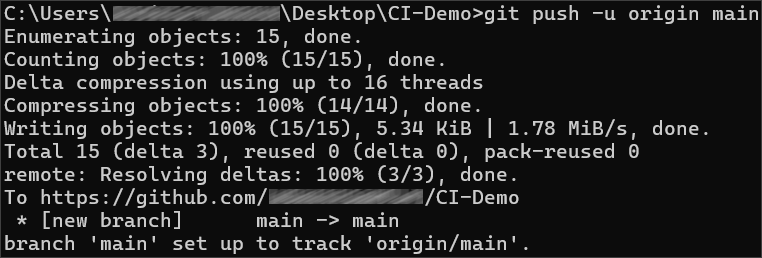 C:\Users\ \Desktop\CI-Demo>git push -u origin main
Enumerating objects: 15, done.
Counting objects: 100% (15/15), done.
Delta compression using up to 16 threads
Compressing objects: 100% (14/14), done.
Writing objects: 100% (15/15), 5.34 KiB | 1.78 MiB/s, done.
Total 15 (delta 3), reused 0 (delta 0), pack-reused 0
remote: Resolving deltas: 100% (3/3), done.
To https://github.com/ /CI-Demo
 * [new branch]      main -> main
branch 'main' set up to track 'origin/main'.